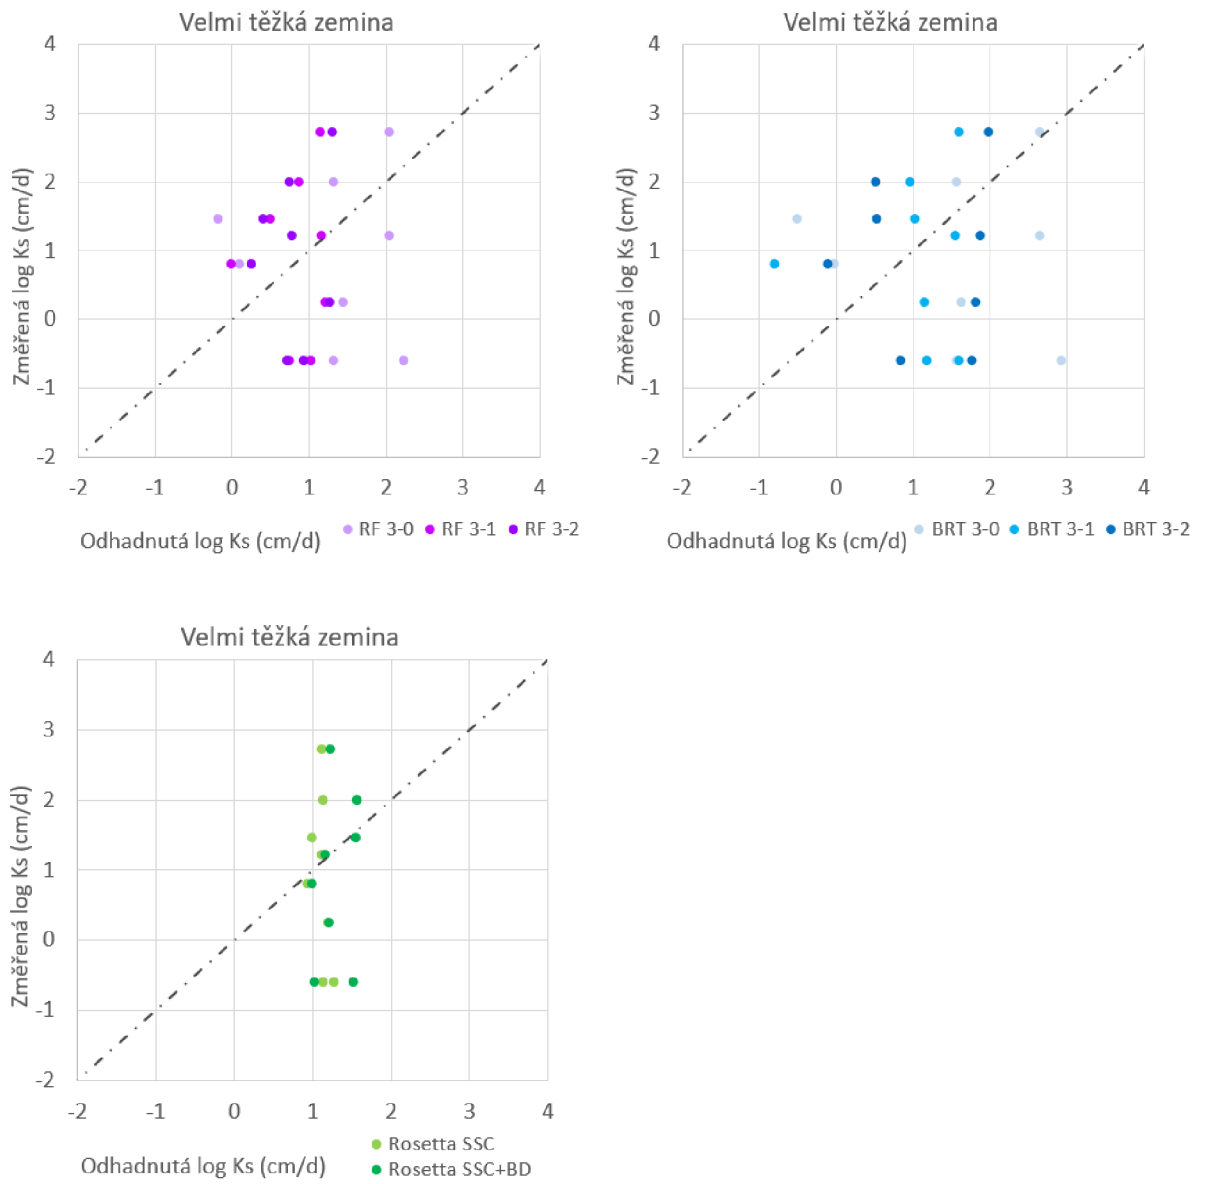 Velmi těžká zemina
4
3
2
1
0
-1
-2
-2 -1 0 1 2 3 4
Změřená log Ks (cm/d)
Odhadnutá log Ks (cm/d)
RF 3-0 RF 3-1 RF 3-2
Velmi těžká zemina
4
3
2
1
0
-1
-2
-2 -1 0 1 2 3 4
Změřená log Ks (cm/d)
Odhadnutá log Ks (cm/d)
BRT 3-0 BRT 3-1 BRT 3-2
Velmi těžká zemina
4
3
2
1
0
-1
-2
-2 -1 0 1 2 3 4
Změřená log Ks (cm/d)
Odhadnutá log Ks (cm/d)
Rosetta SSC
Rosetta SSC+BD